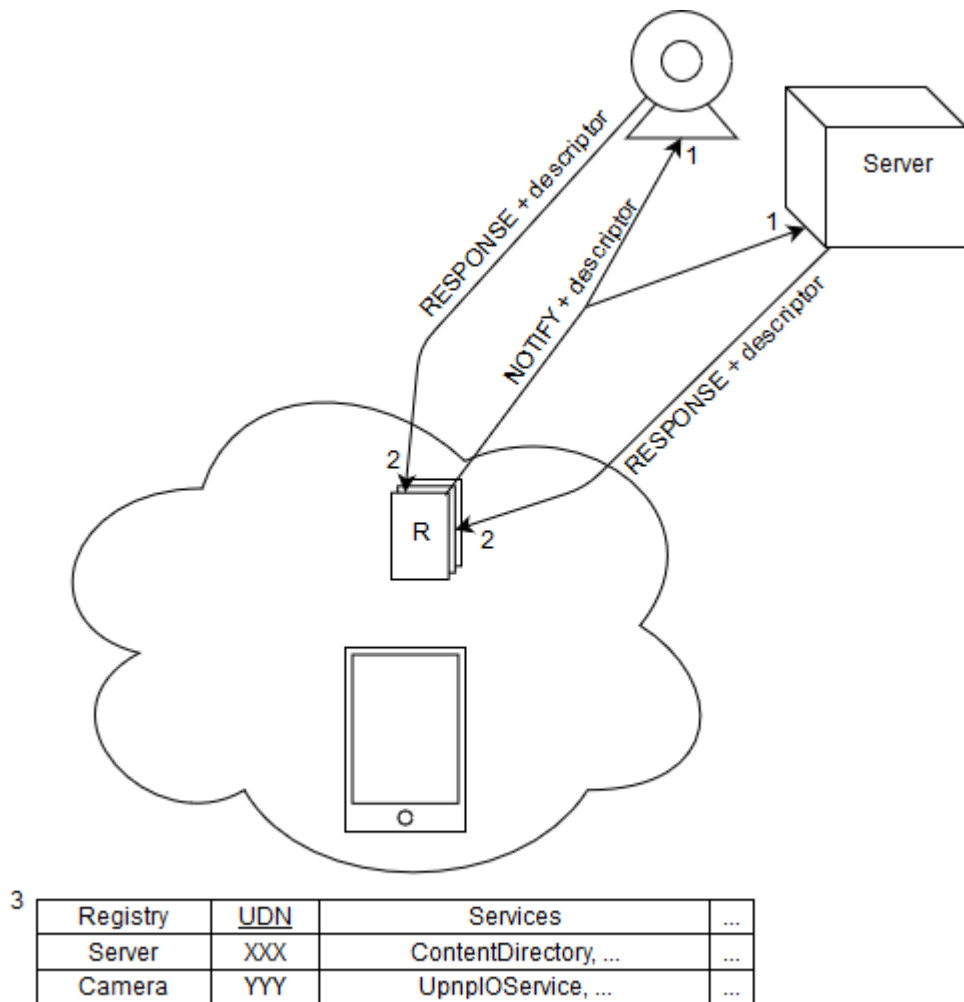 RESPONSE + descriptor
1
Server
1
NOTIFY + descriptor
RESPONSE + descriptor
2
R
2
3
Registry UDN Services ...
Server XXX ContentDirectory, ... ...
Camera YYY UpnpIOService, ... ...